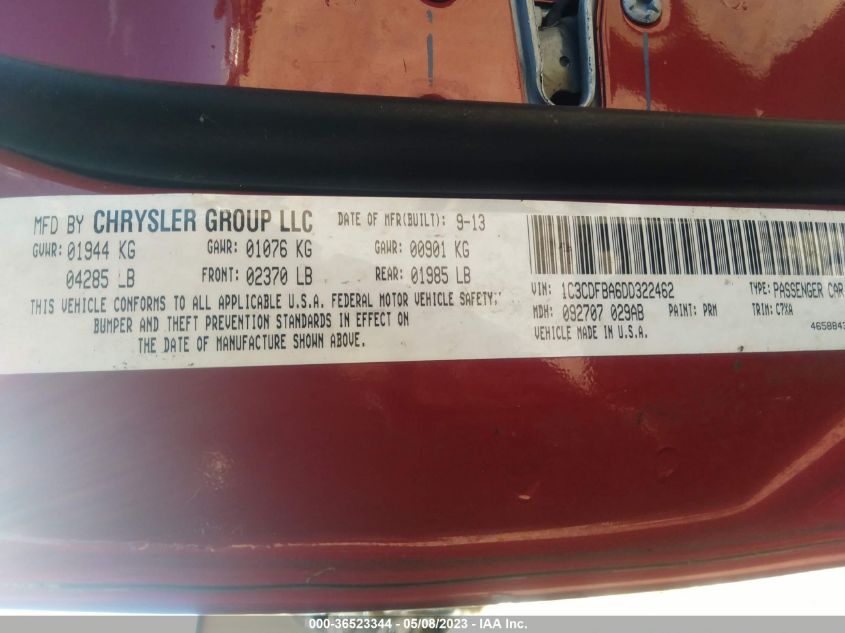 MFD BY CHRYSLER GROUP LLC DATE OF MFR(BUILT): 9-13
GVWR: 01944 KG GAWR: 01076 KG GAWR: 00901 KG
04285 LB FRONT: 02370 LB REAR: 01985 LB
THIS VEHICLE CONFORMS TO ALL APPLICABLE U.S.A. FEDERAL MOTOR VEHICLE SAFETY,
BUMPER AND THEFT PREVENTION STANDARDS IN EFFECT ON
THE DATE OF MANUFACTURE SHOWN ABOVE.
VIN: 1C3CDFBA6DD322462 TYPE: PASSENGER CAR
MDH: 092707 029AB PAINT: PRM TRIM: C7XA
VEHICLE MADE IN U.S.A.
000-36523344 - 05/08/2023 - IAA Inc.